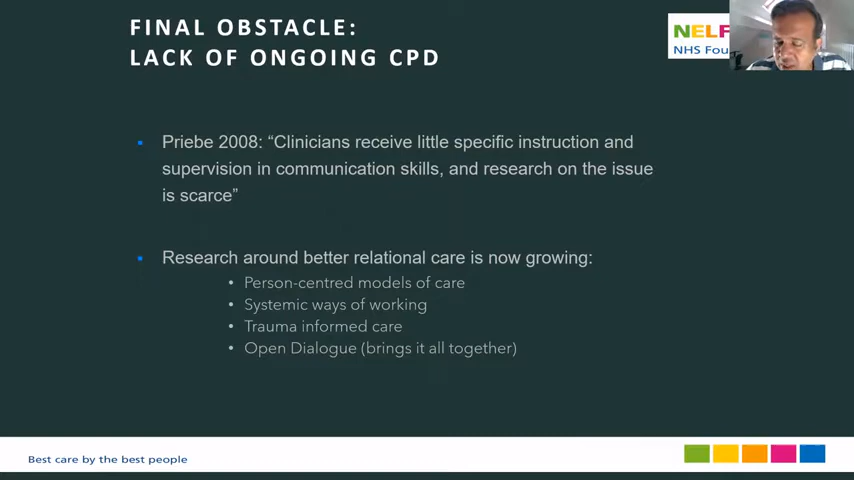 FINAL OBSTACLE:
LACK OF ONGOING CPD
NELF
NHS Fou
Priebe 2008: “Clinicians receive little specific instruction and
supervision in communication skills, and research on the issue
is scarce”
Research around better relational care is now growing:
Person-centred models of care
Systemic ways of working
Trauma informed care
Open Dialogue (brings it all together)
Best care by the best people